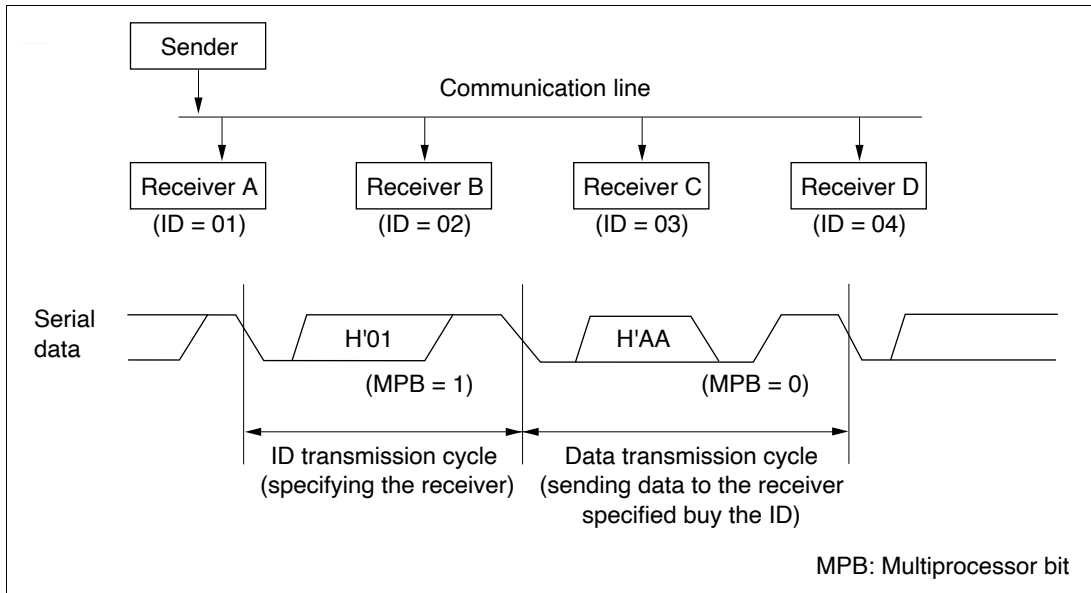 Sender
Communication line
Receiver A
Receiver B
Receiver C
Receiver D
(ID = 01)
(ID = 02)
(ID = 03)
(ID = 04)
Serial
data
H'01
H'AA
(MPB = 1)
(MPB = 0)
ID transmission cycle
(specifying the receiver)
Data transmission cycle
(sending data to the receiver
specified buy the ID)
MPB: Multiprocessor bit